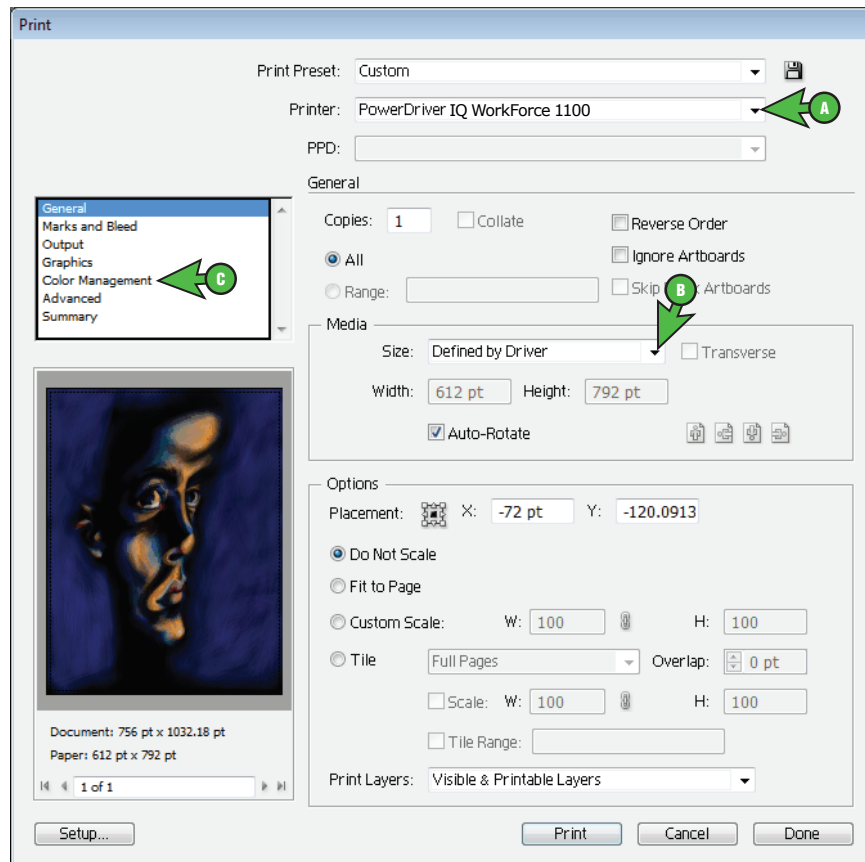 Print
Print Preset: Custom
Printer: PowerDriver IQ WorkForce 1100
A
PPD:
General
Marks and Bleed
Output
Graphics
Color Management
C
Advanced
Summary
General
Copies: 1 Collate Reverse Order
All Ignore Artboards
Range: Skip Artboards
B
Media
Size: Defined by Driver Transverse
Width: 612 pt Height: 792 pt
Auto-Rotate
Options
Placement: X: -72 pt Y: -120.0913
Do Not Scale
Fit to Page
Custom Scale: W: 100 H: 100
Tile Full Pages Overlap: 0 pt
Scale: W: 100 H: 100
Tile Range:
Print Layers: Visible & Printable Layers
Document: 756 pt x 1032.18 pt
Paper: 612 pt x 792 pt
1 of 1
Setup... Print Cancel Done